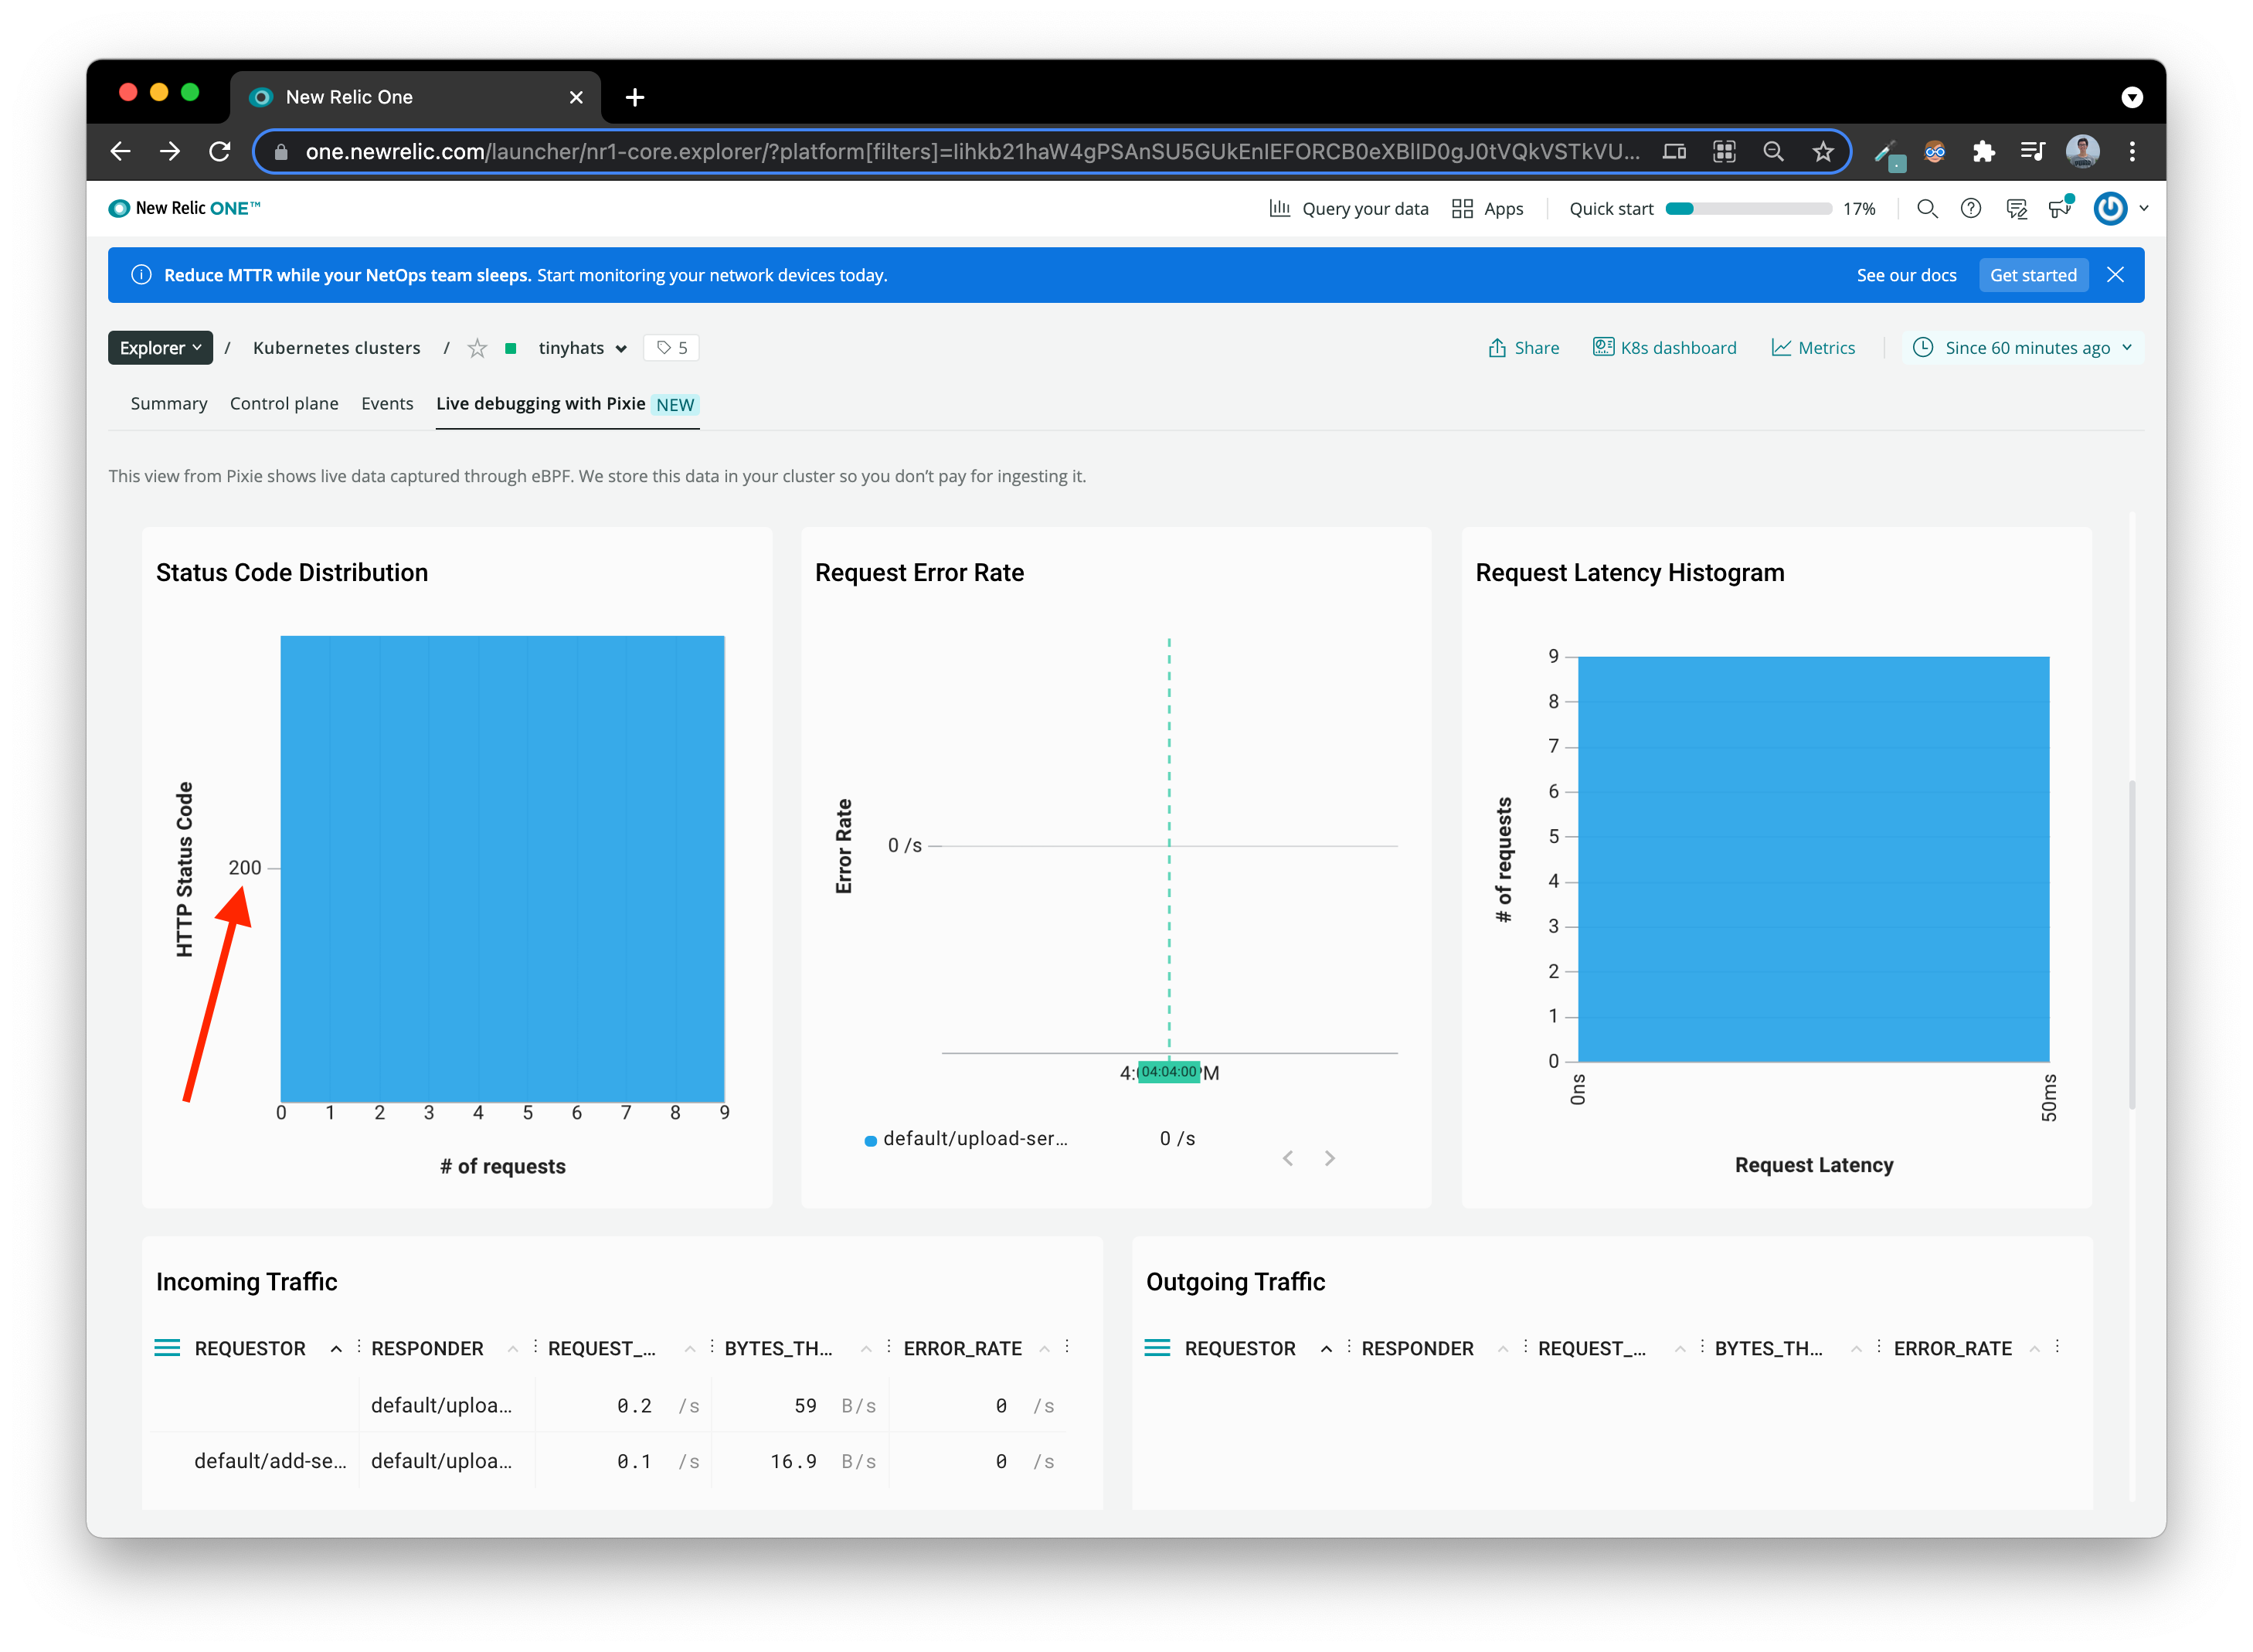 New Relic One
one.newrelic.com/launcher/nr1-core.explorer/?platform[filters]=Iihkb21haW4gPSAnSU5GUkEnIEFORCB0eXBlID0gJ0tVQkVSTkVU...
New Relic ONE™
Query your data
Apps
Quick start
17%
Reduce MTTR while your NetOps team sleeps. Start monitoring your network devices today.
See our docs
Get started
Explorer / Kubernetes clusters / tinyhats 5
Share
K8s dashboard
Metrics
Since 60 minutes ago
Summary
Control plane
Events
Live debugging with Pixie NEW
This view from Pixie shows live data captured through eBPF. We store this data in your cluster so you don't pay for ingesting it.
Status Code Distribution
HTTP Status Code
200
0 1 2 3 4 5 6 7 8 9
# of requests
Request Error Rate
Error Rate
0 /s
4:0
04:04:00
PM
default/upload-ser... 0 /s
Request Latency Histogram
# of requests
9
8
7
6
5
4
3
2
1
0
0ns
50ms
Request Latency
Incoming Traffic
REQUESTOR RESPONDER REQUEST_... BYTES_TH... ERROR_RATE
default/uploa... 0.2 /s 59 B/s 0 /s
default/add-se... default/uploa... 0.1 /s 16.9 B/s 0 /s
Outgoing Traffic
REQUESTOR RESPONDER REQUEST_... BYTES_TH... ERROR_RATE